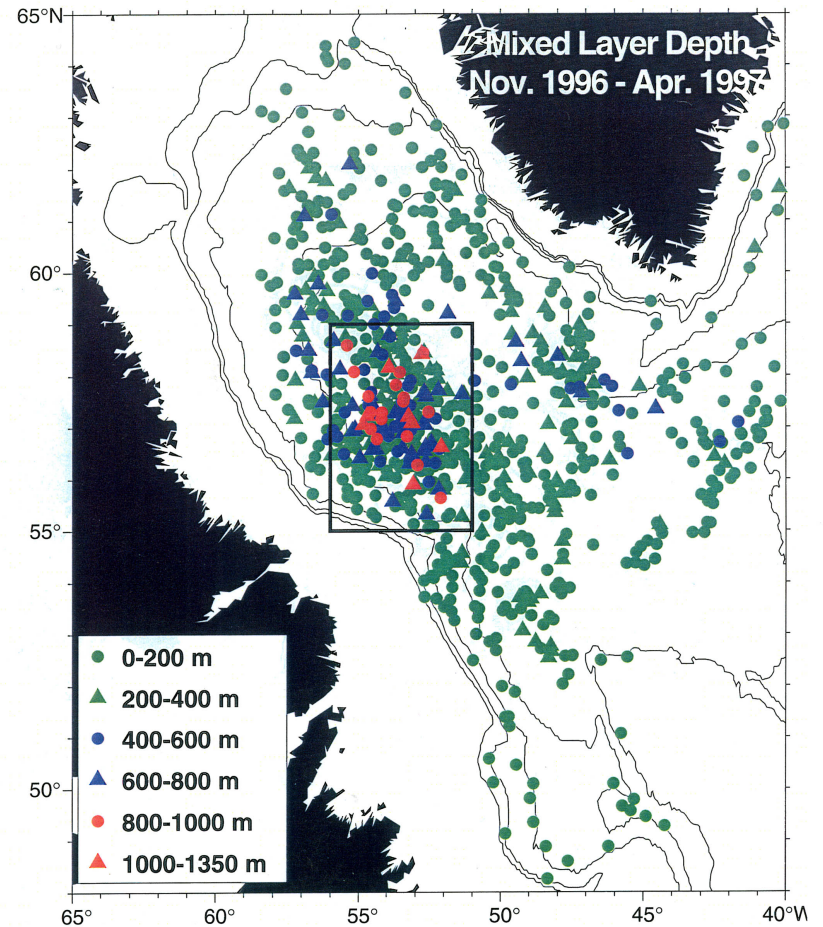 65°N
Mixed Layer Depth
Nov. 1996 - Apr. 1997
60°
55°
0-200 m
200-400 m
400-600 m
600-800 m
800-1000 m
1000-1350 m
50°
65°
60°
55°
50°
45°
40°W